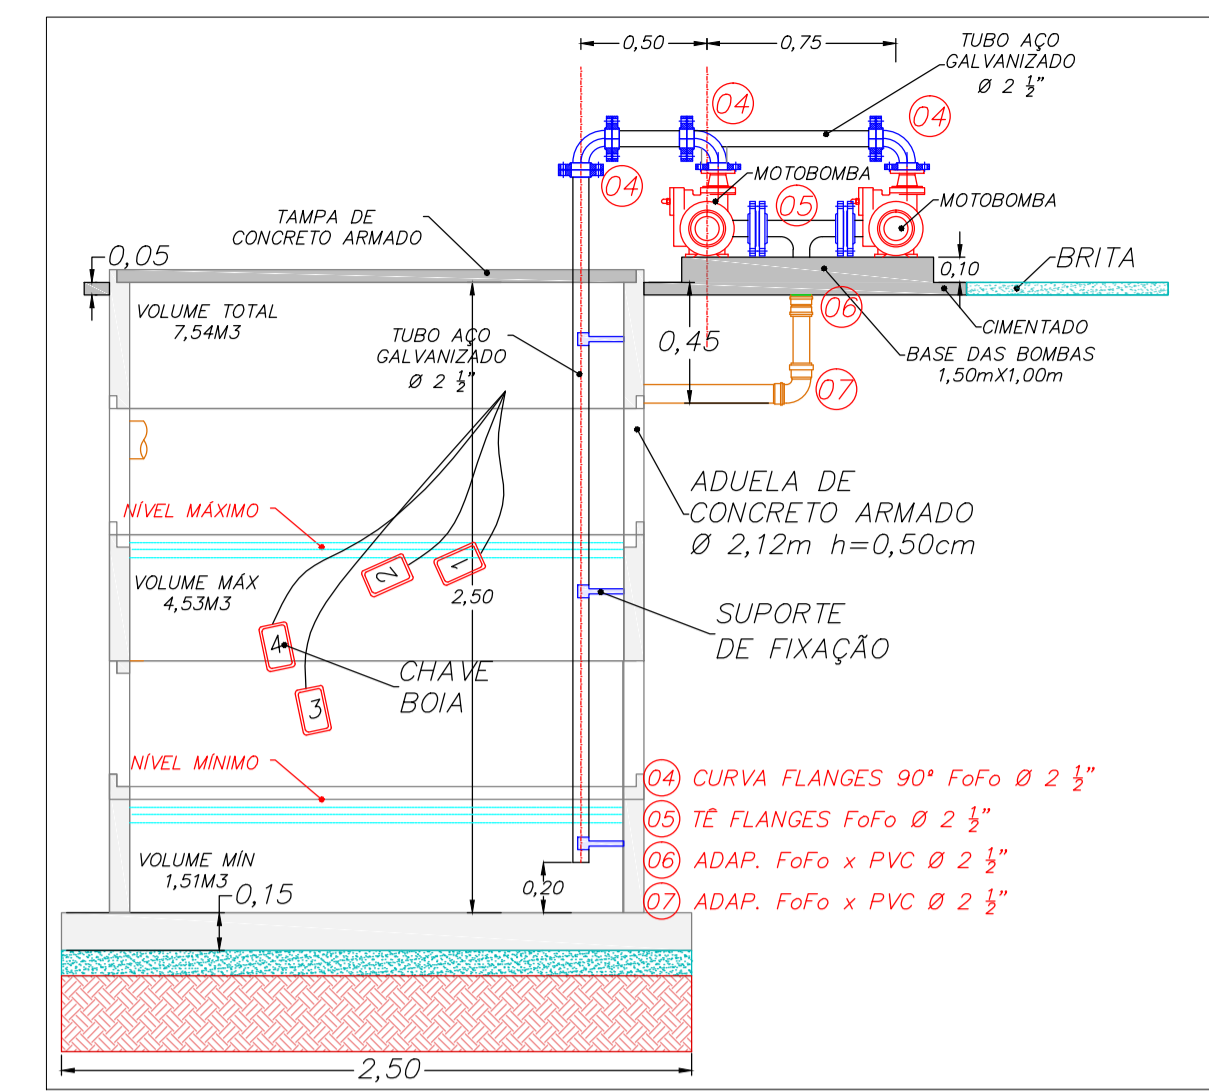 0,50
0,75
TUBO AÇO
GALVANIZADO
Ø 2 ½"
04
04
04
MOTOBOMBA
05
MOTOBOMBA
TAMPA DE
CONCRETO ARMADO
0,05
0,10
BRITA
VOLUME TOTAL
7,54M3
06
CIMENTADO
TUBO AÇO
GALVANIZADO
Ø 2 ½"
0,45
BASE DAS BOMBAS
1,50mX1,00m
07
NÍVEL MÁXIMO
ADUELA DE
CONCRETO ARMADO
Ø 2,12m h=0,50cm
VOLUME MÁX
4,53M3
2
1
2,50
SUPORTE
DE FIXAÇÃO
4
CHAVE
BOIA
3
NÍVEL MÍNIMO
04 CURVA FLANGES 90° FoFo Ø 2 ½"
05 TÊ FLANGES FoFo Ø 2 ½"
06 ADAP. FoFo x PVC Ø 2 ½"
07 ADAP. FoFo x PVC Ø 2 ½"
VOLUME MÍN
1,51M3
0,15
0,20
2,50